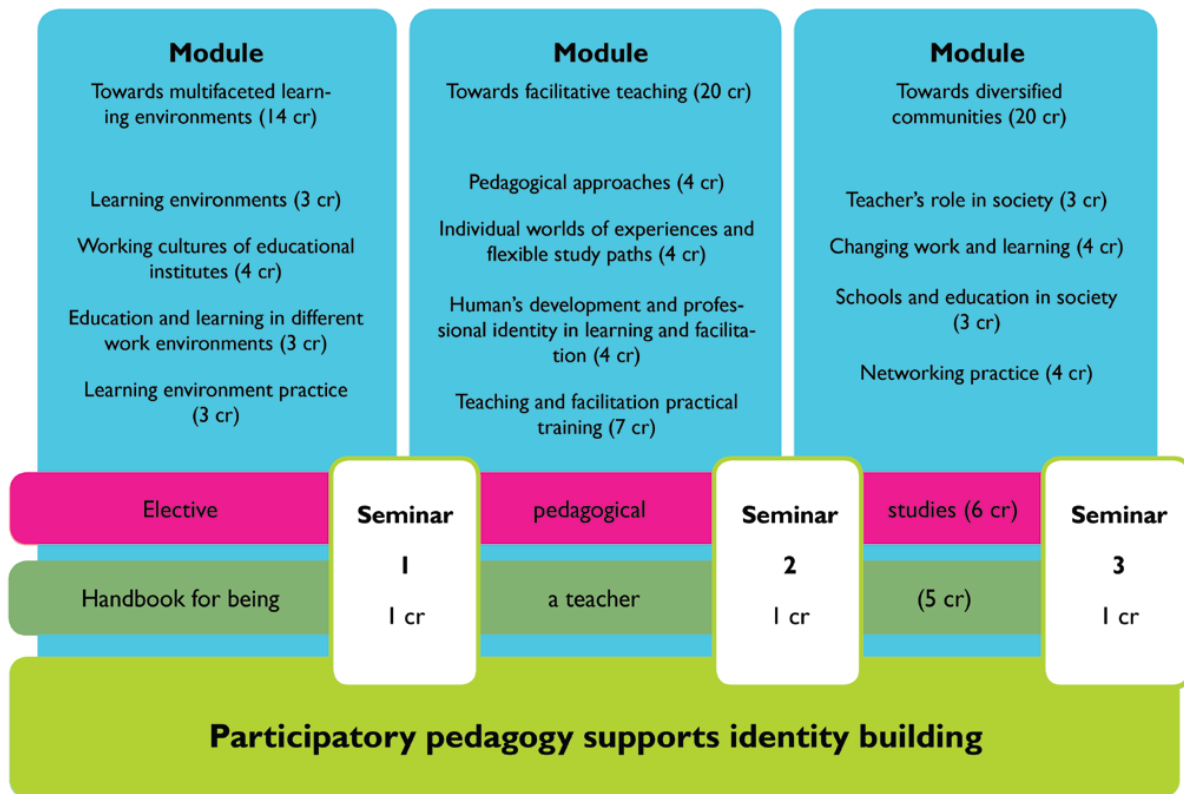 Module
Towards multifaceted learn-
ing environments (14 cr)
Learning environments (3 cr)
Working cultures of educational
institutes (4 cr)
Education and learning in different
work environments (3 cr)
Learning environment practice
(3 cr)
Module
Towards facilitative teaching (20 cr)
Pedagogical approaches (4 cr)
Individual worlds of experiences and
flexible study paths (4 cr)
Human's development and profes-
sional identity in learning and facilita-
tion (4 cr)
Teaching and facilitation practical
training (7 cr)
Module
Towards diversified
communities (20 cr)
Teacher's role in society (3 cr)
Changing work and learning (4 cr)
Schools and education in society
(3 cr)
Networking practice (4 cr)
Elective
pedagogical
studies (6 cr)
Handbook for being
a teacher
(5 cr)
Seminar
1
1 cr
Seminar
2
1 cr
Seminar
3
1 cr
Participatory pedagogy supports identity building